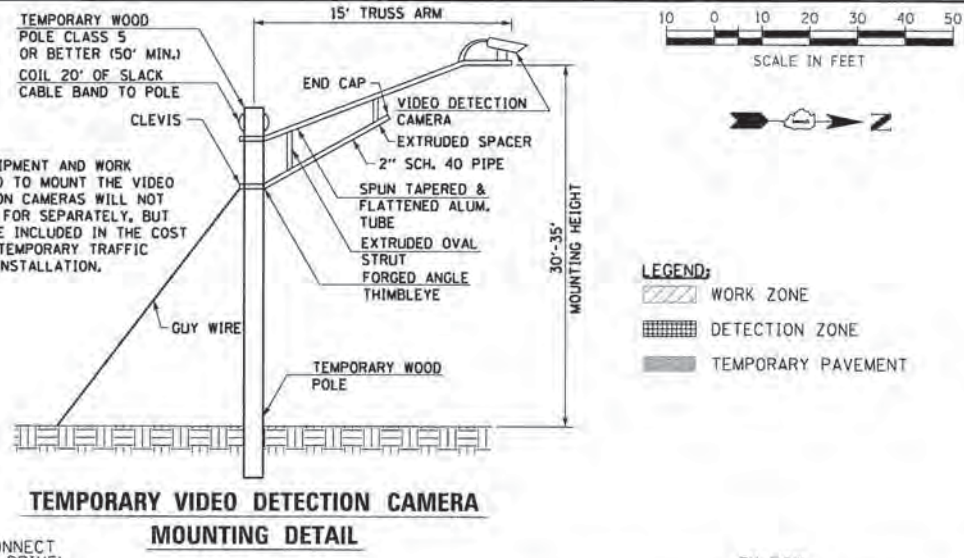 15' TRUSS ARM
TEMPORARY WOOD
POLE CLASS 5
OR BETTER (50' MIN.)
COIL 20' OF SLACK
CABLE BAND TO POLE
CLEVIS
END CAP
VIDEO DETECTION
CAMERA
EXTRUDED SPACER
2" SCH. 40 PIPE
SPUN TAPERED &
FLATTENED ALUM.
TUBE
EXTRUDED OVAL
STRUT
FORGED ANGLE
THIMBLEYE
IPMENT AND WORK
D TO MOUNT THE VIDEO
ON CAMERAS WILL NOT
FOR SEPARATELY, BUT
E INCLUDED IN THE COST
TEMPORARY TRAFFIC
NSTALLATION.
GUY WIRE
TEMPORARY WOOD
POLE
30'-35'
MOUNTING HEIGHT
TEMPORARY VIDEO DETECTION CAMERA
MOUNTING DETAIL
10 0 10 20 30 40 50
SCALE IN FEET
N
LEGEND:
WORK ZONE
DETECTION ZONE
TEMPORARY PAVEMENT
ONNECT